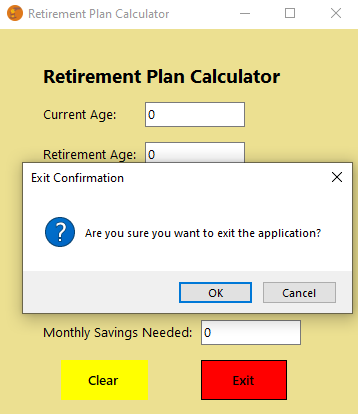 Retirement Plan Calculator
Retirement Plan Calculator
Current Age: 0
Retirement Age: 0
Exit Confirmation
Are you sure you want to exit the application?
OK Cancel
Monthly Savings Needed: 0
Clear Exit